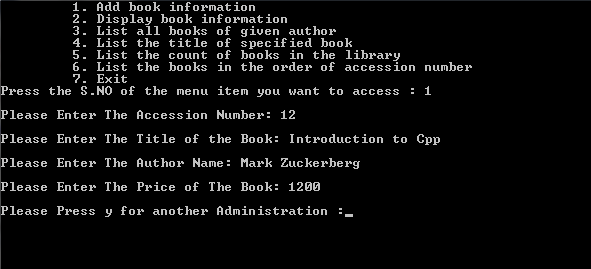 1. Add book information
2. Display book information
3. List all books of given author
4. List the title of specified book
5. List the count of books in the library
6. List the books in the order of accession number
7. Exit
Press the S.NO of the menu item you want to access : 1
Please Enter The Accession Number: 12
Please Enter The Title of the Book: Introduction to Cpp
Please Enter The Author Name: Mark Zuckerberg
Please Enter The Price of The Book: 1200
Please Press y for another Administration :_